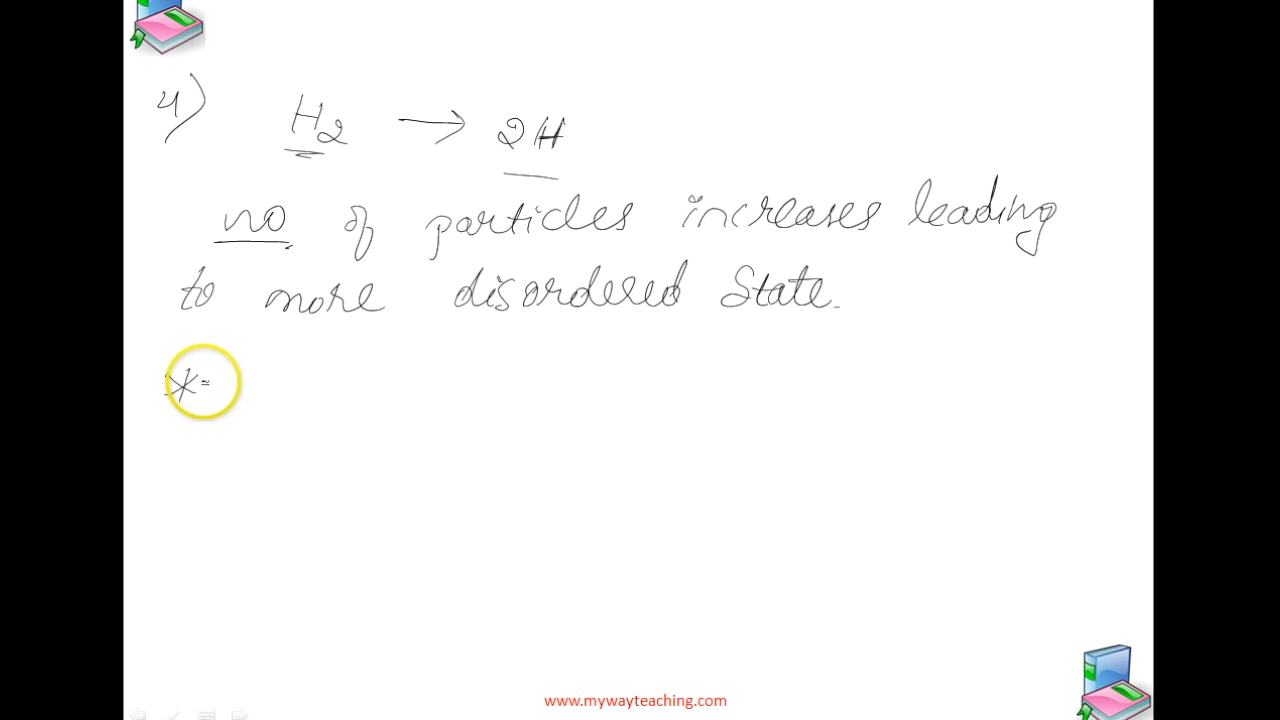 4)
H2 → 2H
no. of particles increases leading
to more disordered State.
*
www.mywayteaching.com